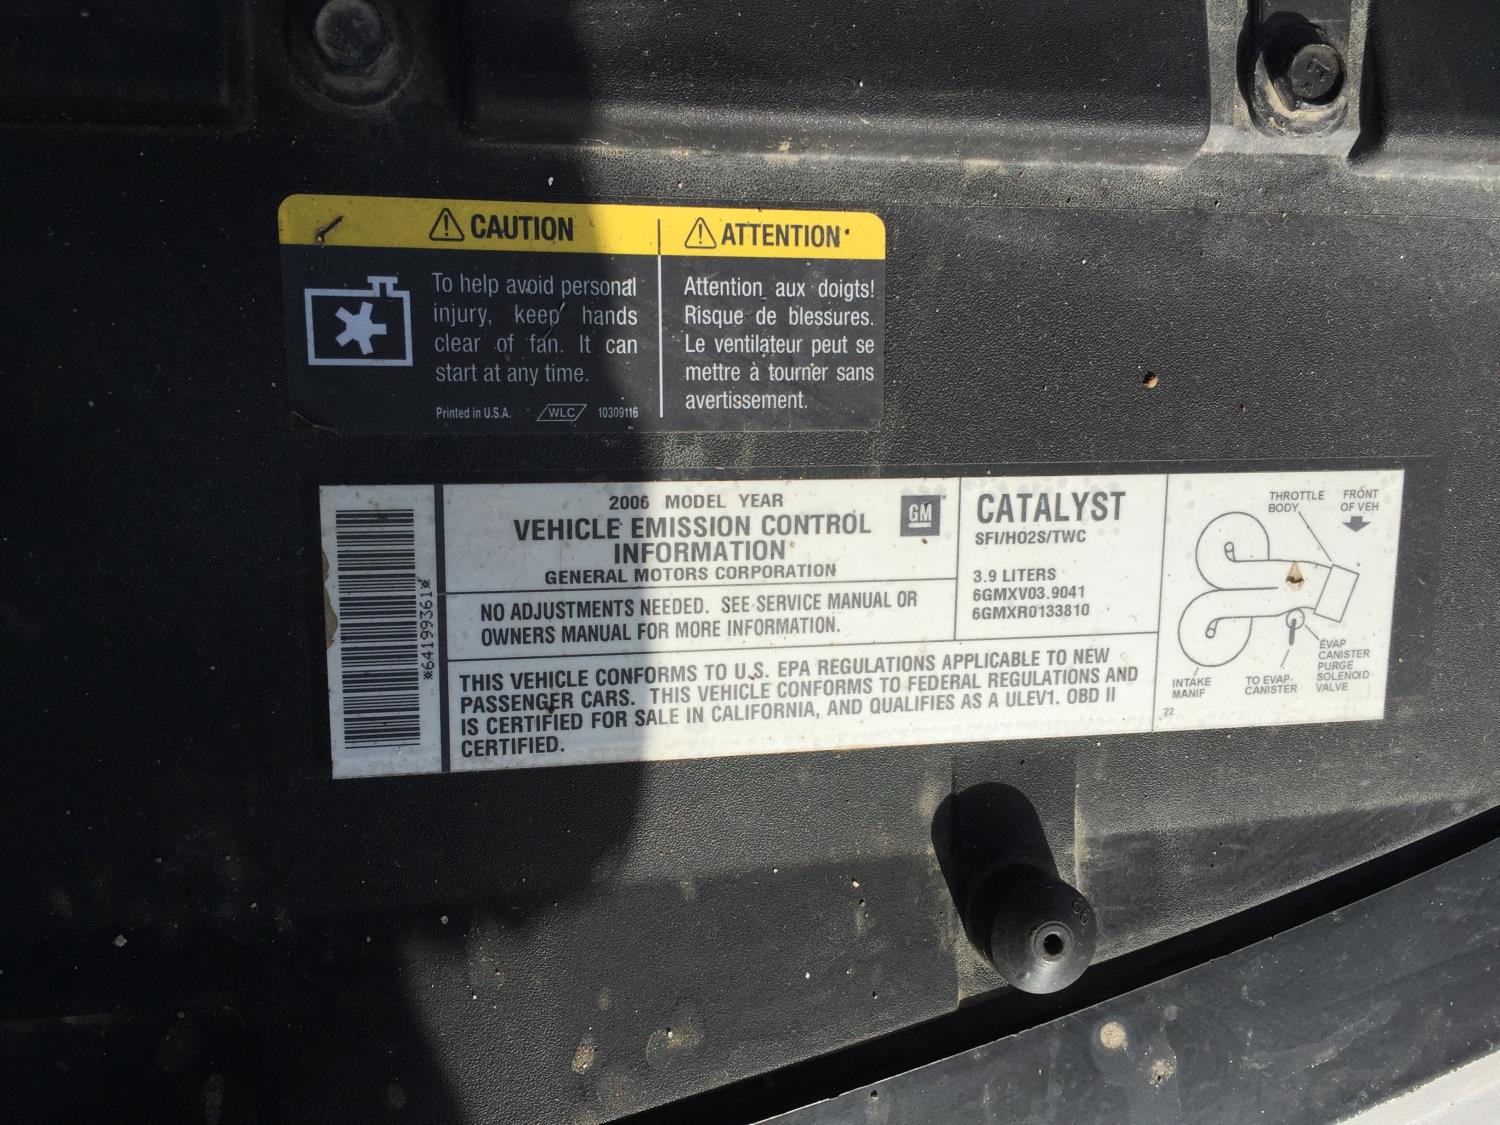 CAUTION
To help avoid personal
injury, keep hands
clear of fan. It can
start at any time.
Printed in U.S.A. WLC 10309116
ATTENTION
Attention aux doigts!
Risque de blessures.
Le ventilateur peut se
mettre à tourner sans
avertissement.
*64199361*
2006 MODEL YEAR
VEHICLE EMISSION CONTROL
INFORMATION
GENERAL MOTORS CORPORATION
GM
NO ADJUSTMENTS NEEDED. SEE SERVICE MANUAL OR
OWNERS MANUAL FOR MORE INFORMATION.
CATALYST
SFI/HO2S/TWC
3.9 LITERS
6GMXV03.9041
6GMXR0133810
THIS VEHICLE CONFORMS TO U.S. EPA REGULATIONS APPLICABLE TO NEW
PASSENGER CARS. THIS VEHICLE CONFORMS TO FEDERAL REGULATIONS AND
IS CERTIFIED FOR SALE IN CALIFORNIA, AND QUALIFIES AS A ULEV1. OBD II
CERTIFIED.
THROTTLE
BODY
FRONT
OF VEH
INTAKE
MANIF
TO EVAP
CANISTER
EVAP
CANISTER
PURGE
SOLENOID
VALVE
22